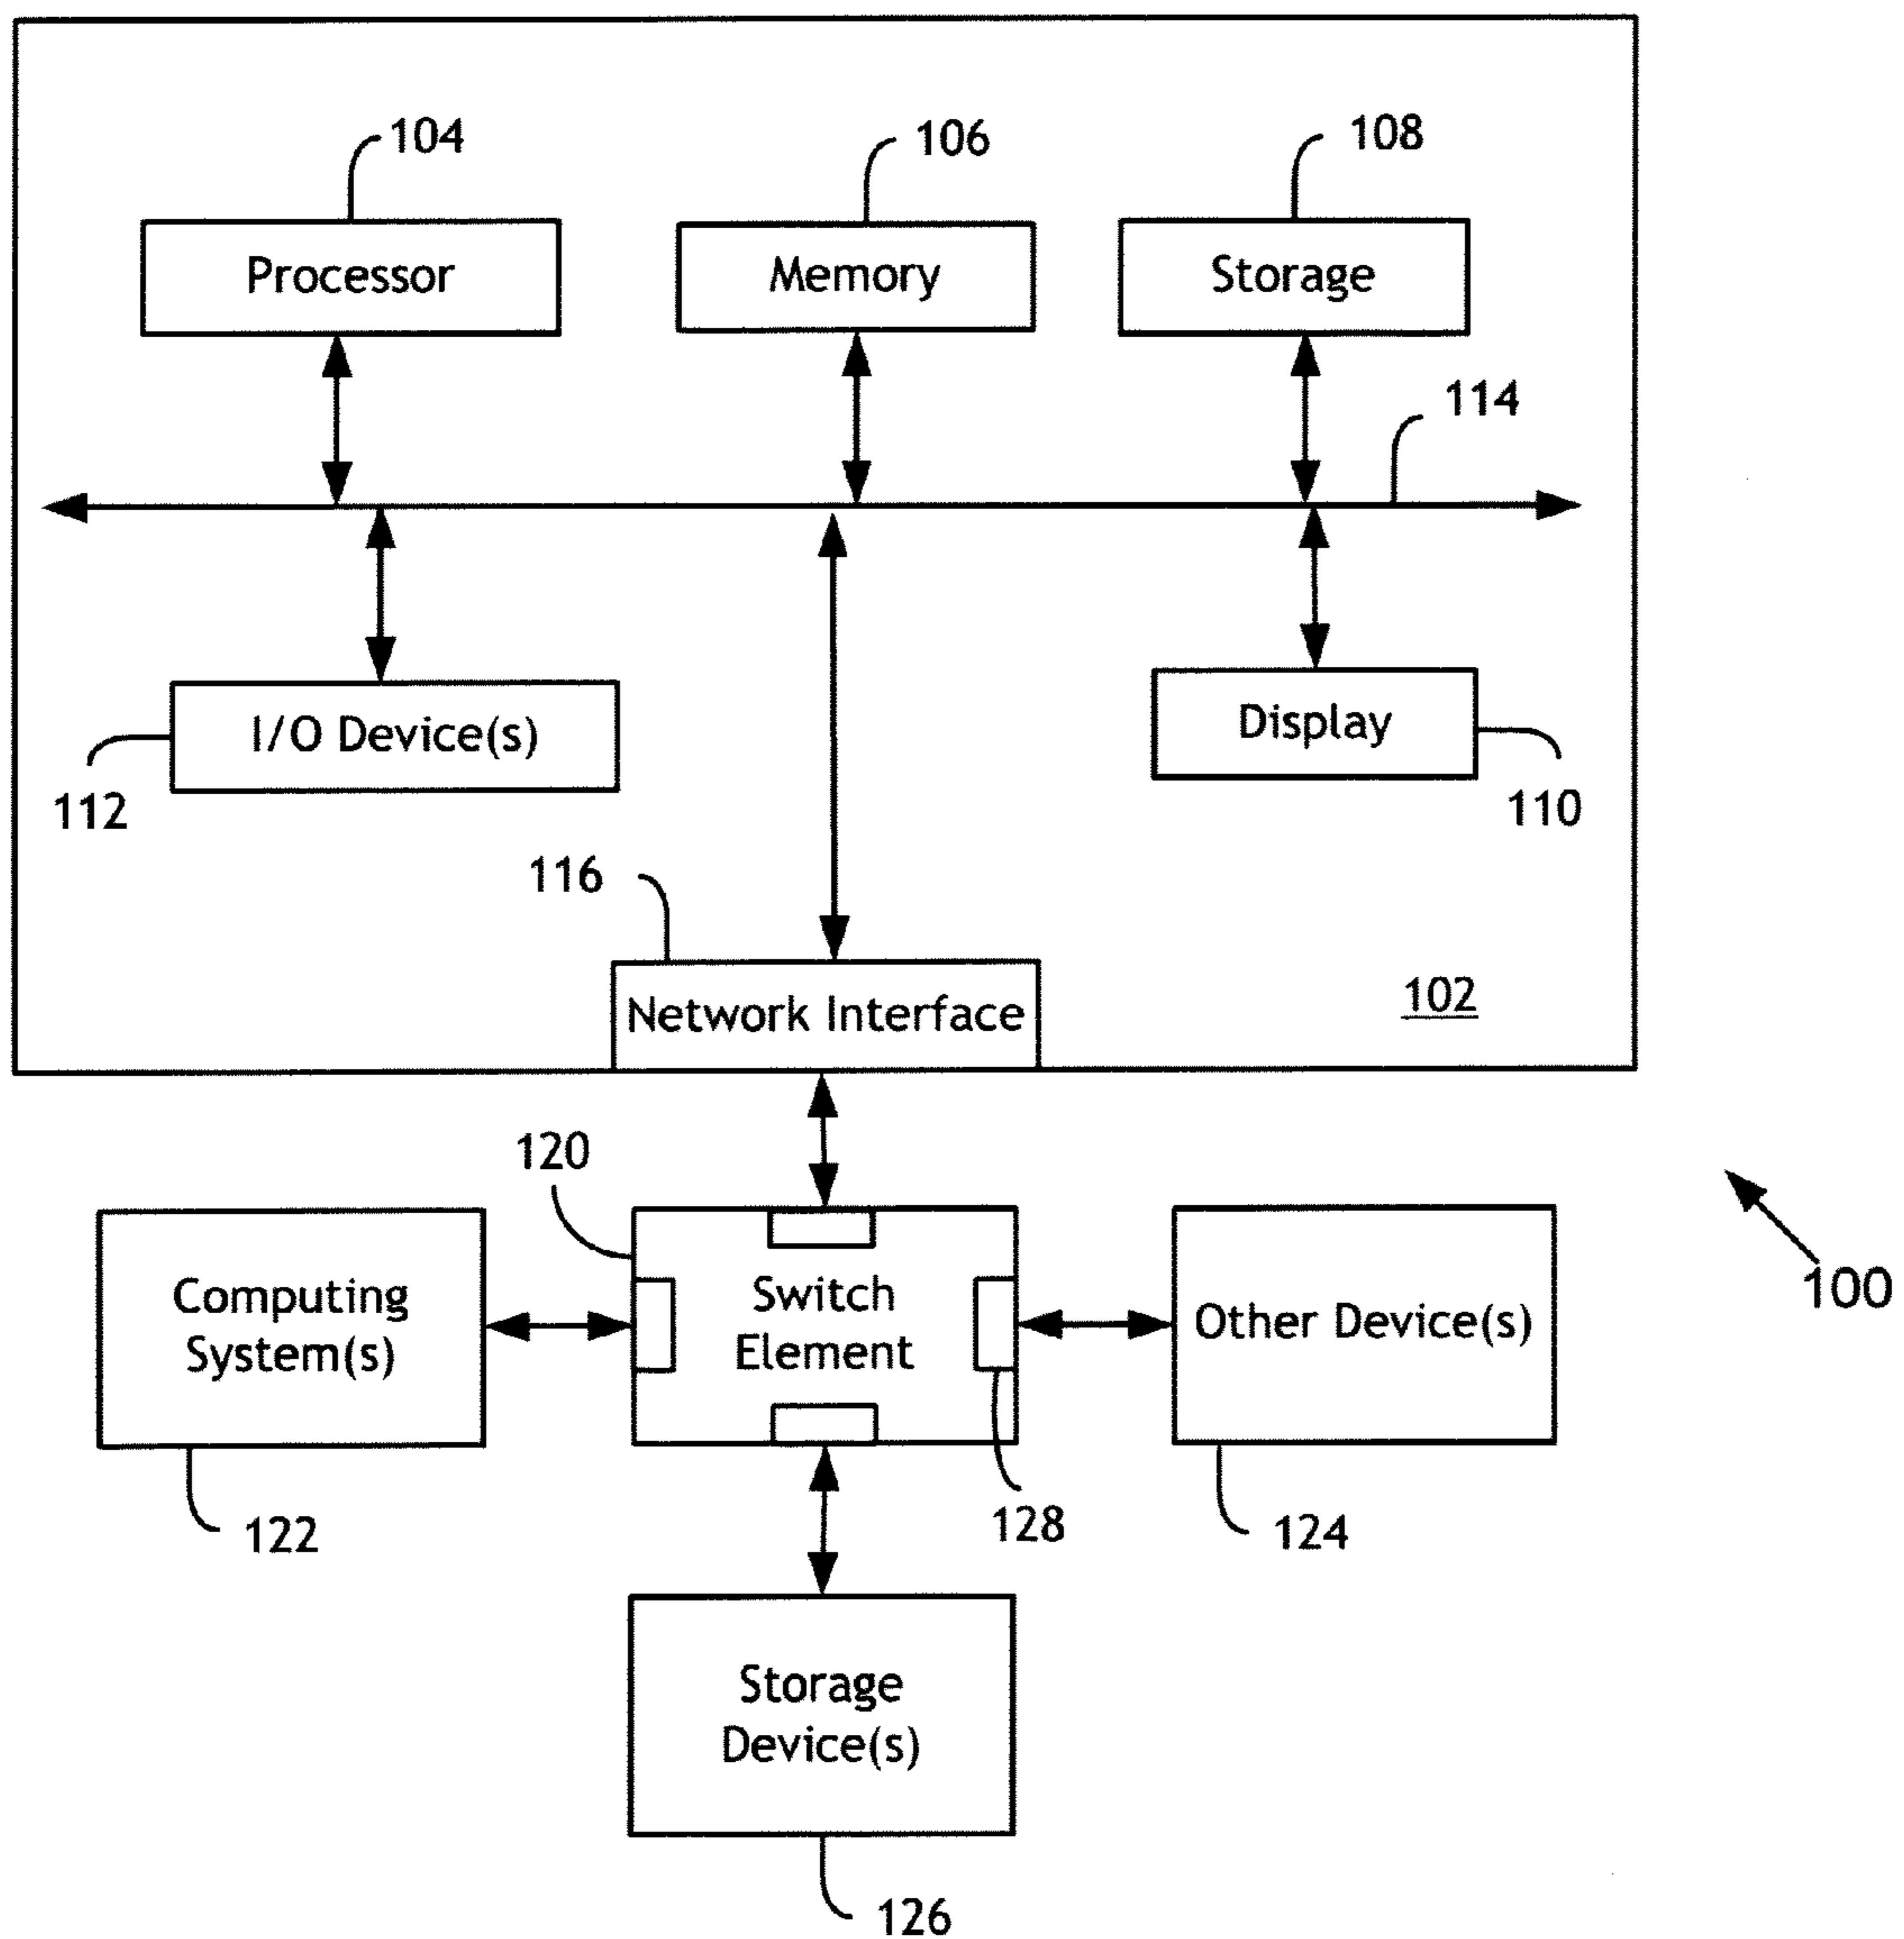 104
106
108
Processor
Memory
Storage
114
I/O Device(s)
Display
112
110
116
Network Interface
102
120
Computing
System(s)
Switch
Element
Other Device(s)
100
122
128
124
Storage
Device(s)
126